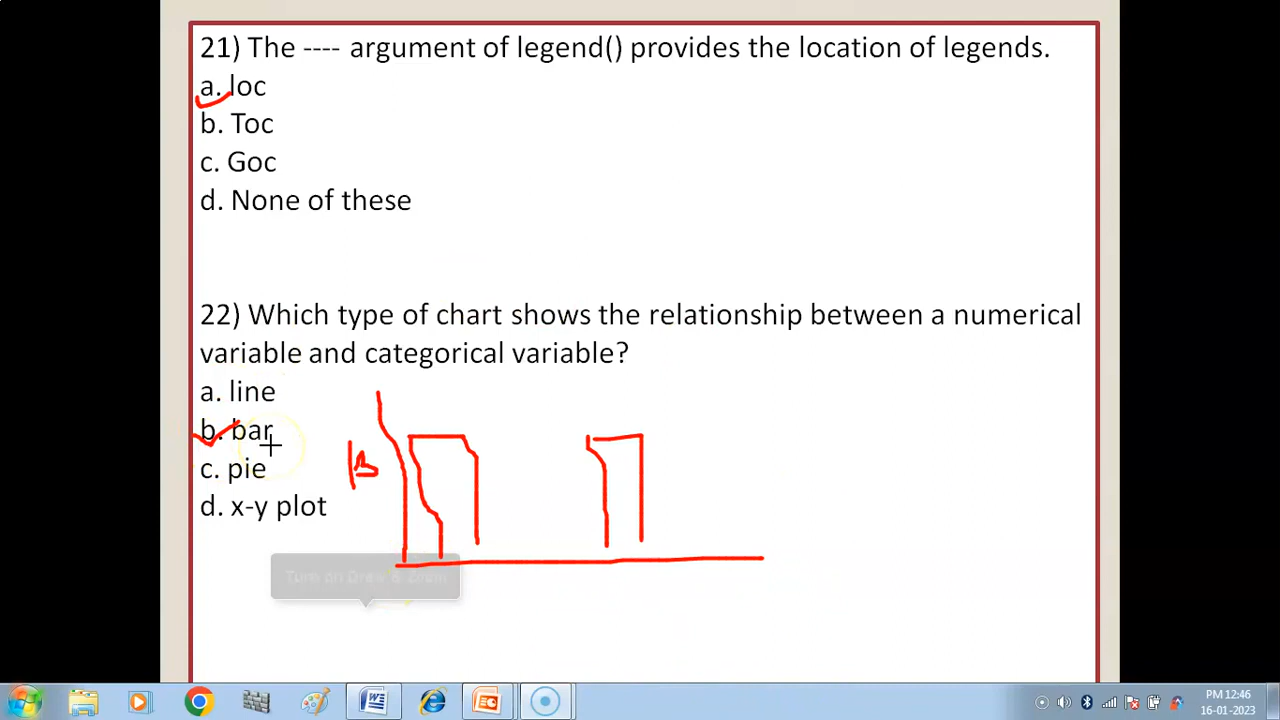 21) The ---- argument of legend() provides the location of legends.
a. loc
b. Toc
c. Goc
d. None of these
22) Which type of chart shows the relationship between a numerical
variable and categorical variable?
a. line
b. bar
c. pie
d. x-y plot
PM 12:46
16-01-2023